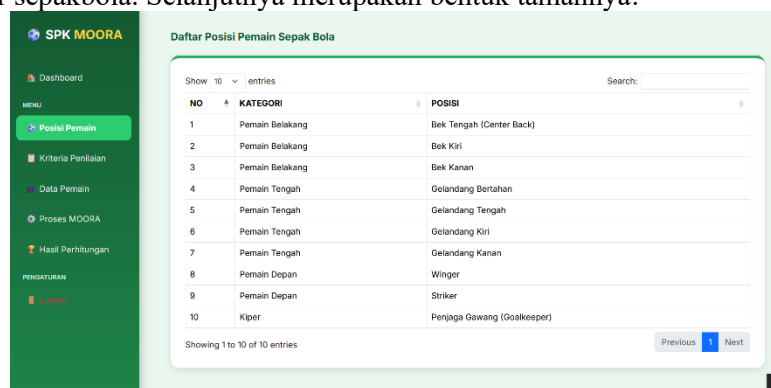 sepakbola. Selanjutnya merupakan bentuk tamannya:
SPK MOORA
Dashboard
MENU
Posisi Pemain
Kriteria Penilaian
Data Pemain
Proses MOORA
Hasil Perhitungan
PENGATURAN
Logout
Daftar Posisi Pemain Sepak Bola
Show 10 entries Search:
NO KATEGORI POSISI
1 Pemain Belakang Bek Tengah (Center Back)
2 Pemain Belakang Bek Kiri
3 Pemain Belakang Bek Kanan
4 Pemain Tengah Gelandang Bertahan
5 Pemain Tengah Gelandang Tengah
6 Pemain Tengah Gelandang Kiri
7 Pemain Tengah Gelandang Kanan
8 Pemain Depan Winger
9 Pemain Depan Striker
10 Kiper Penjaga Gawang (Goalkeeper)
Showing 1 to 10 of 10 entries Previous 1 Next